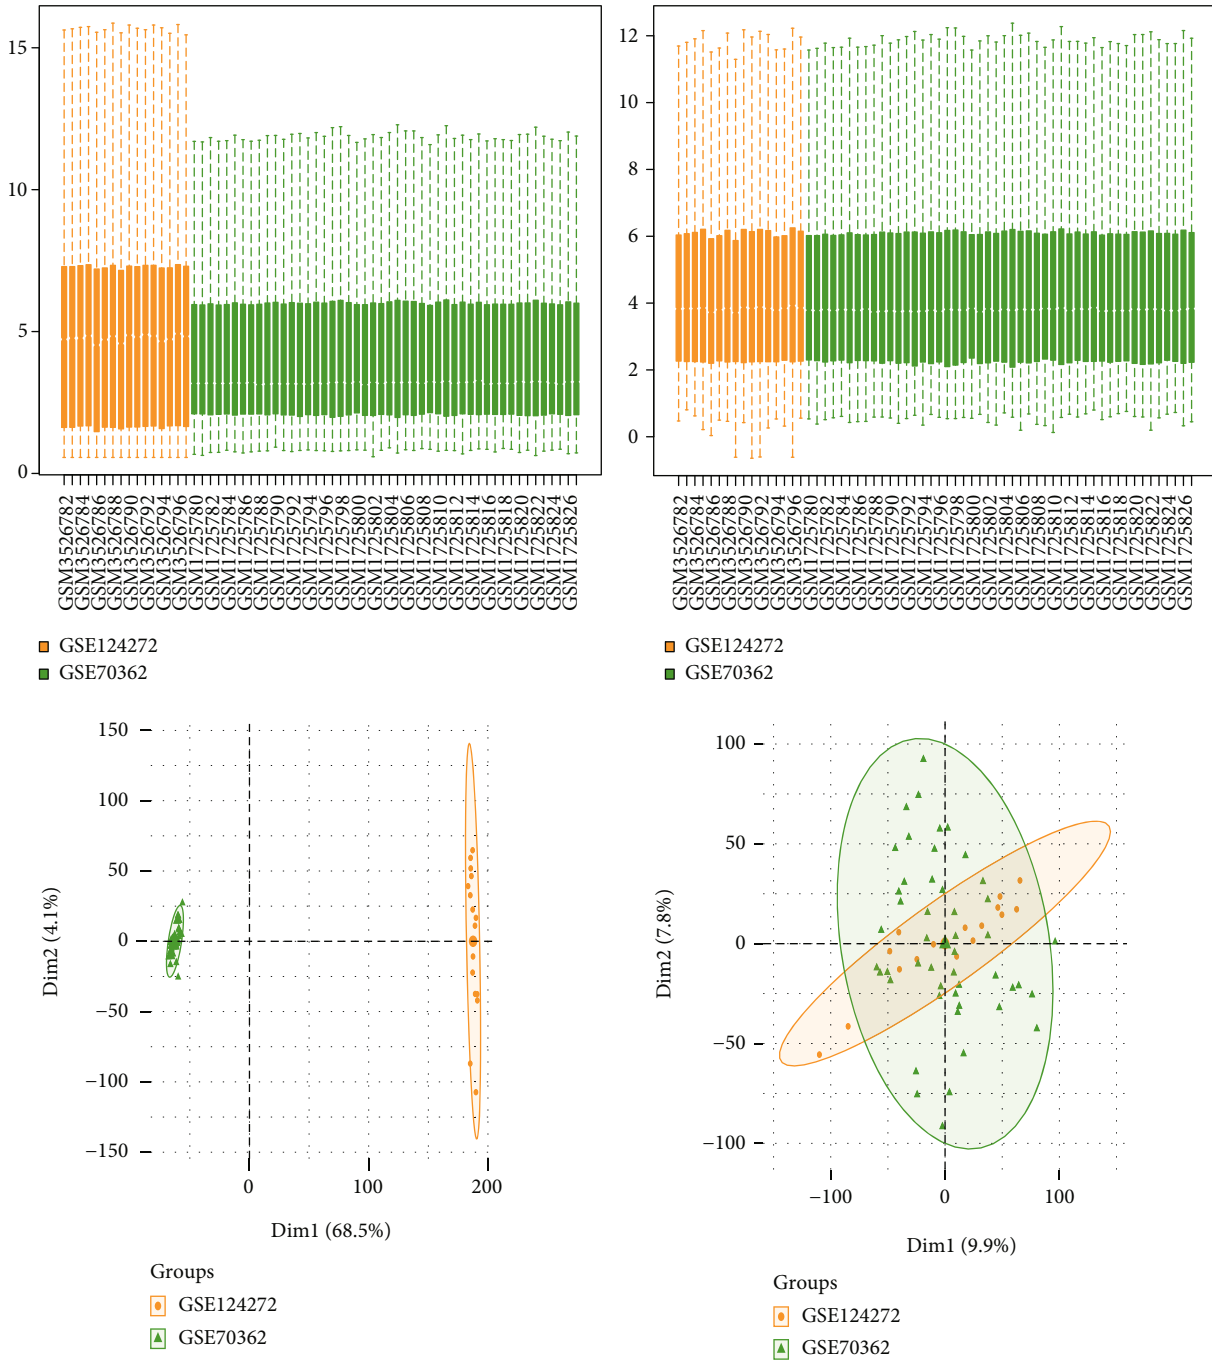 15
10
5
0
GSM3526782
GSM3526784
GSM3526786
GSM3526788
GSM3526790
GSM3526792
GSM3526794
GSM3526796
GSM1725780
GSM1725782
GSM1725784
GSM1725786
GSM1725788
GSM1725790
GSM1725792
GSM1725794
GSM1725796
GSM1725798
GSM1725800
GSM1725802
GSM1725804
GSM1725806
GSM1725808
GSM1725810
GSM1725812
GSM1725814
GSM1725816
GSM1725818
GSM1725820
GSM1725822
GSM1725824
GSM1725826
GSE124272
GSE70362
12
10
8
6
4
2
0
GSM3526782
GSM3526784
GSM3526786
GSM3526788
GSM3526790
GSM3526792
GSM3526794
GSM3526796
GSM1725780
GSM1725782
GSM1725784
GSM1725786
GSM1725788
GSM1725790
GSM1725792
GSM1725794
GSM1725796
GSM1725798
GSM1725800
GSM1725802
GSM1725804
GSM1725806
GSM1725808
GSM1725810
GSM1725812
GSM1725814
GSM1725816
GSM1725818
GSM1725820
GSM1725822
GSM1725824
GSM1725826
GSE124272
GSE70362
150
100
50
0
−50
−100
−150
Dim2 (4.1%)
0
100
200
Dim1 (68.5%)
Groups
GSE124272
GSE70362
100
50
0
−50
−100
Dim2 (7.8%)
−100
0
100
Dim1 (9.9%)
Groups
GSE124272
GSE70362